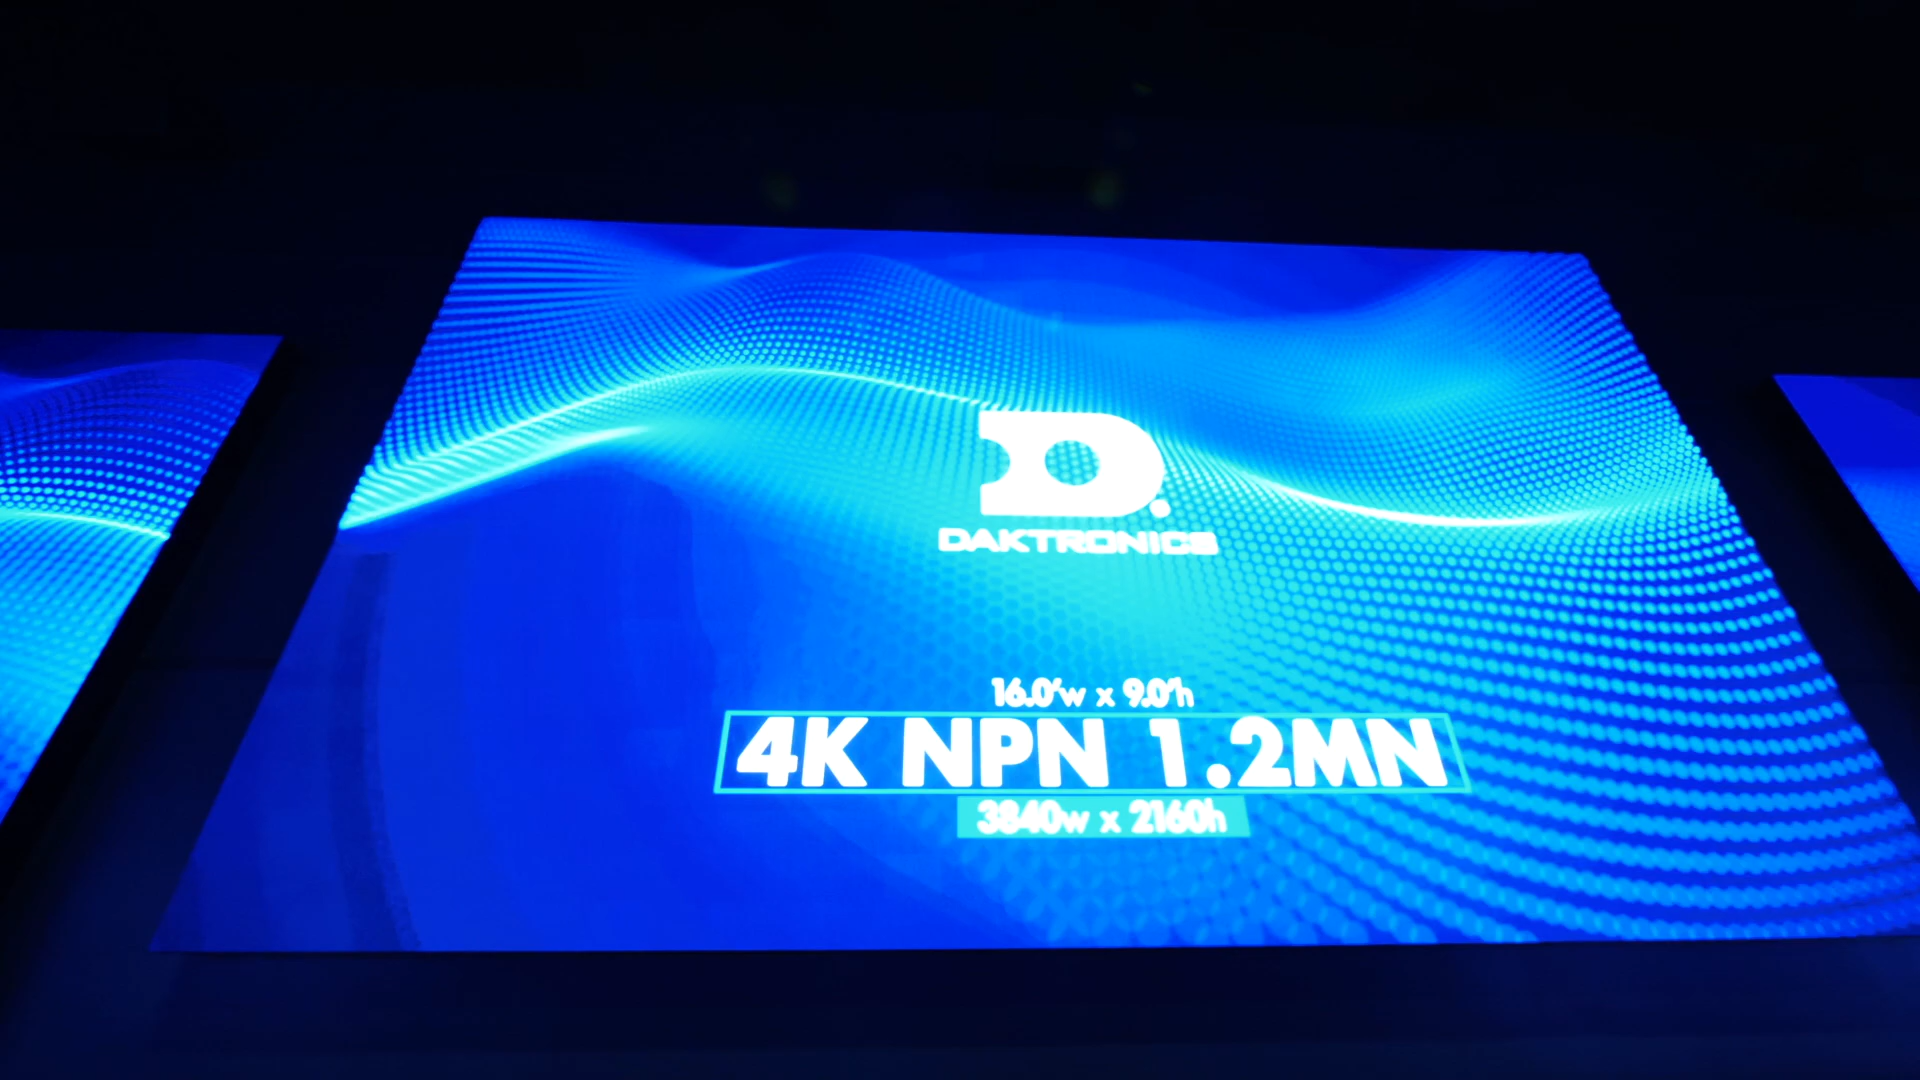 DAKTRONICS
16.0'w x 9.0'h
4K NPN 1.2MN
3840w x 2160h